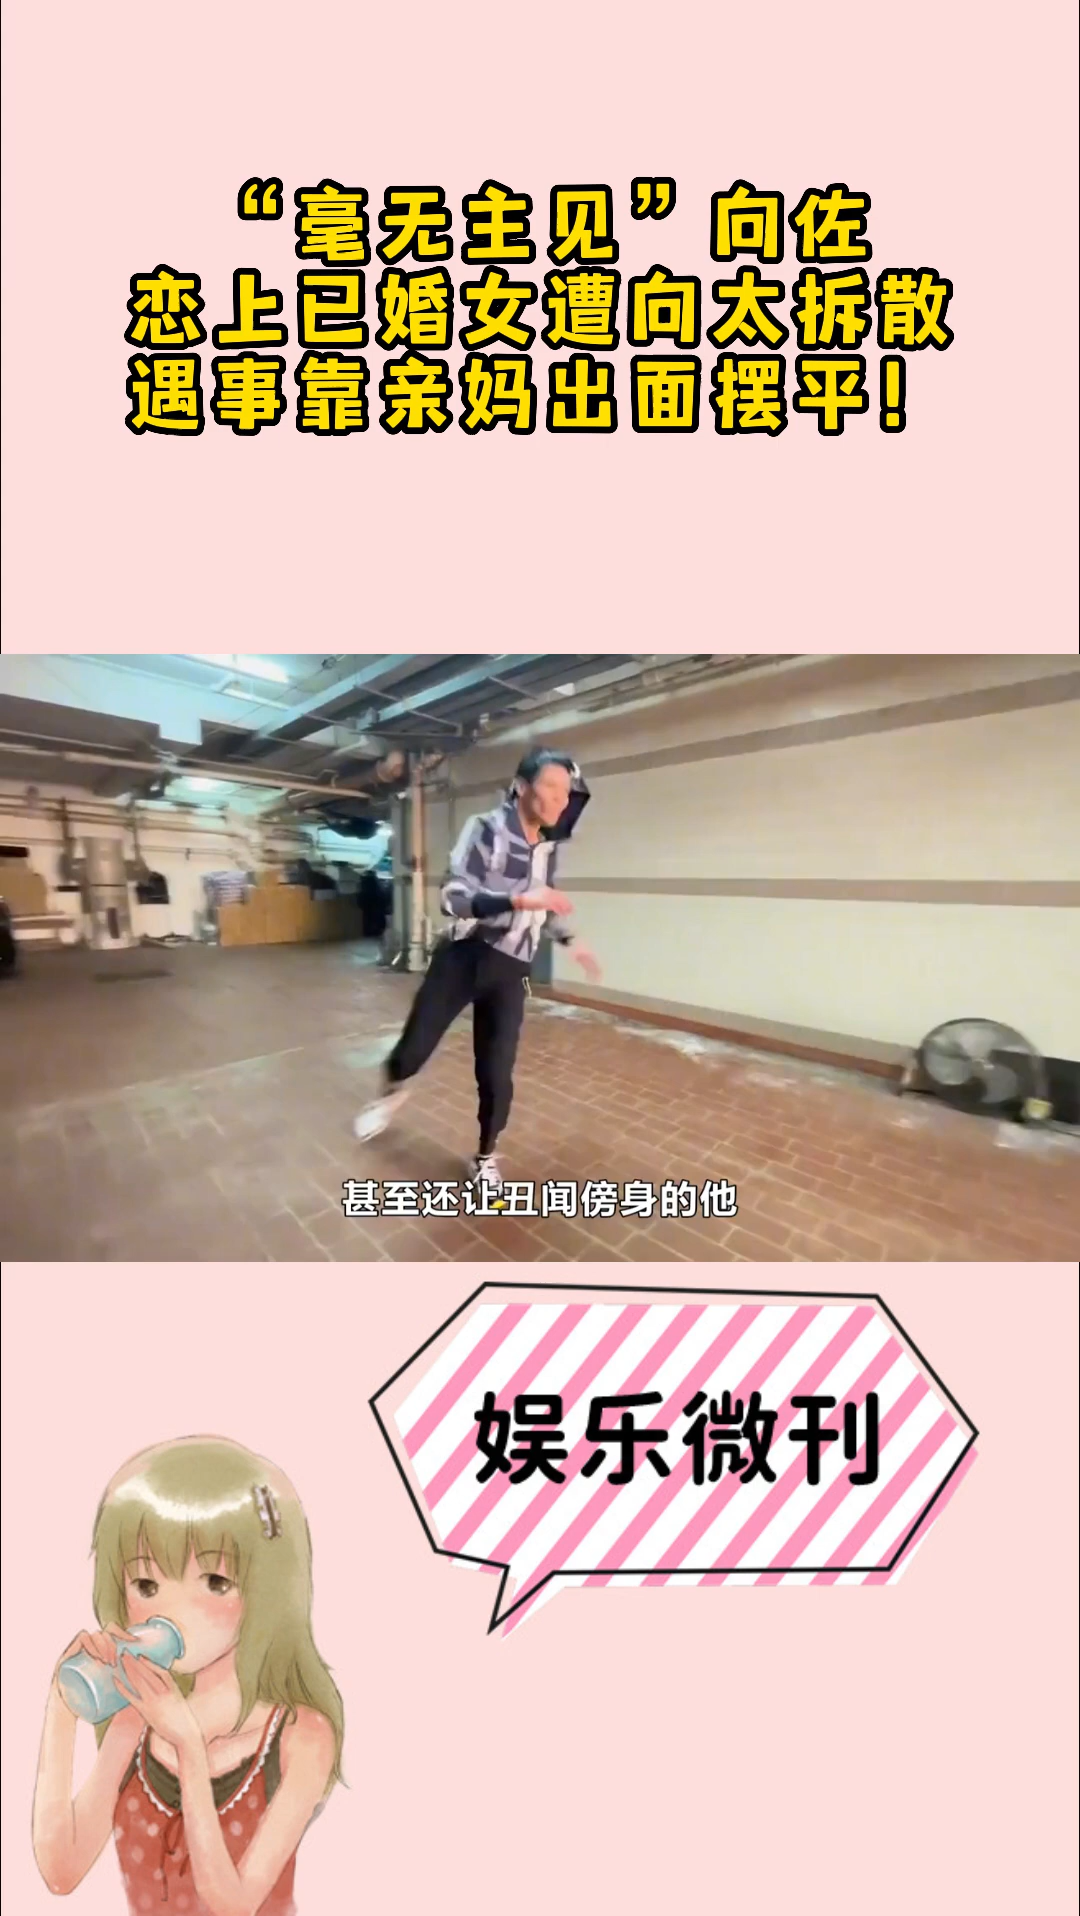 “毫无主见”向佐
恋上已婚女遭向太拆散
遇事靠亲妈出面摆平！
甚至还让丑闻傍身的他
娱乐微刊